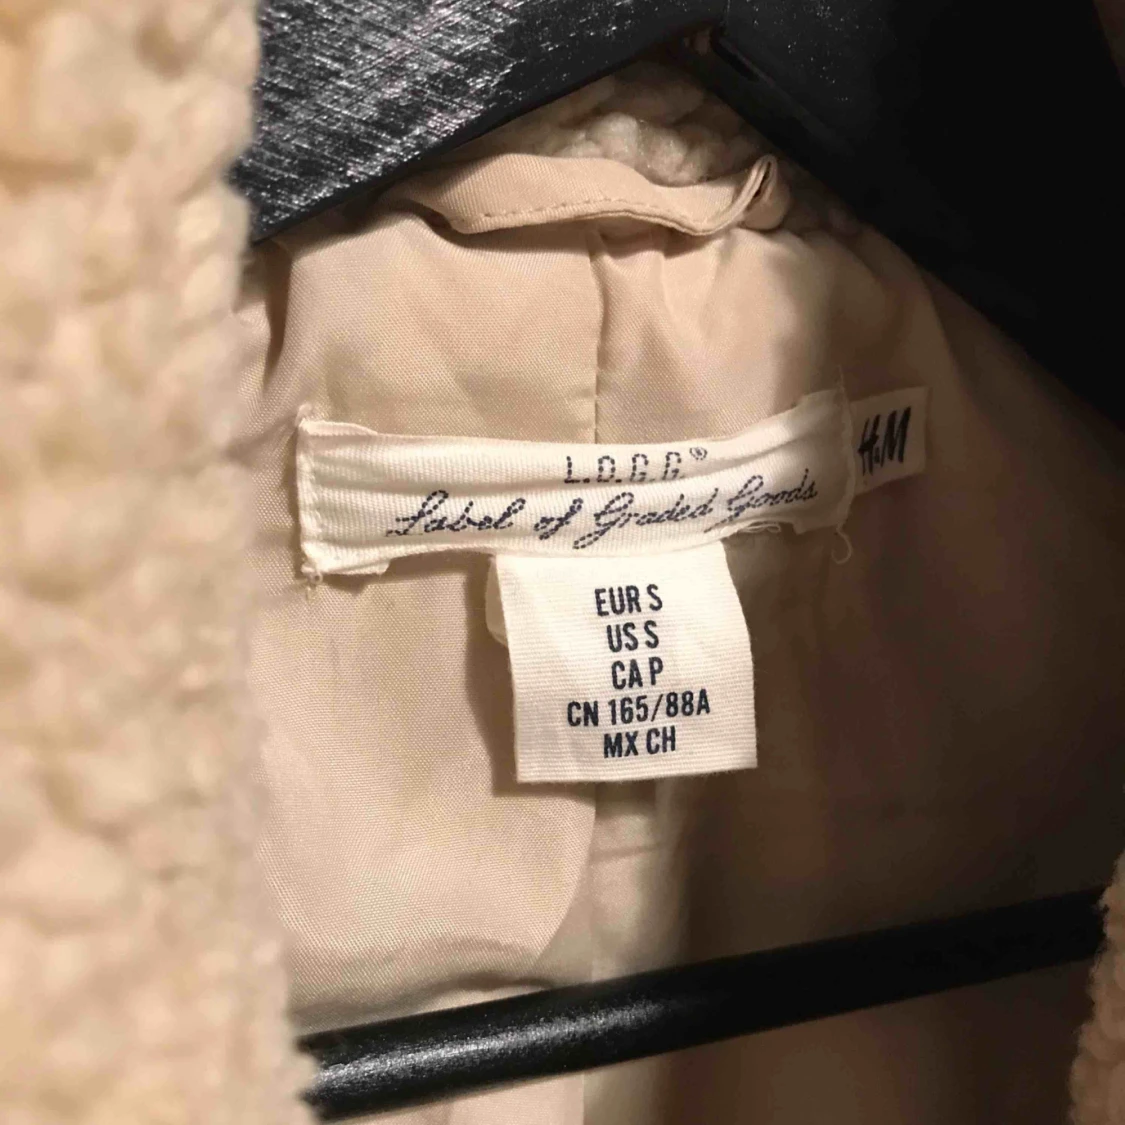 L.O.G.G.®
Label of Graded Goods
H&M
EUR S
US S
CA P
CN 165/88A
MX CH